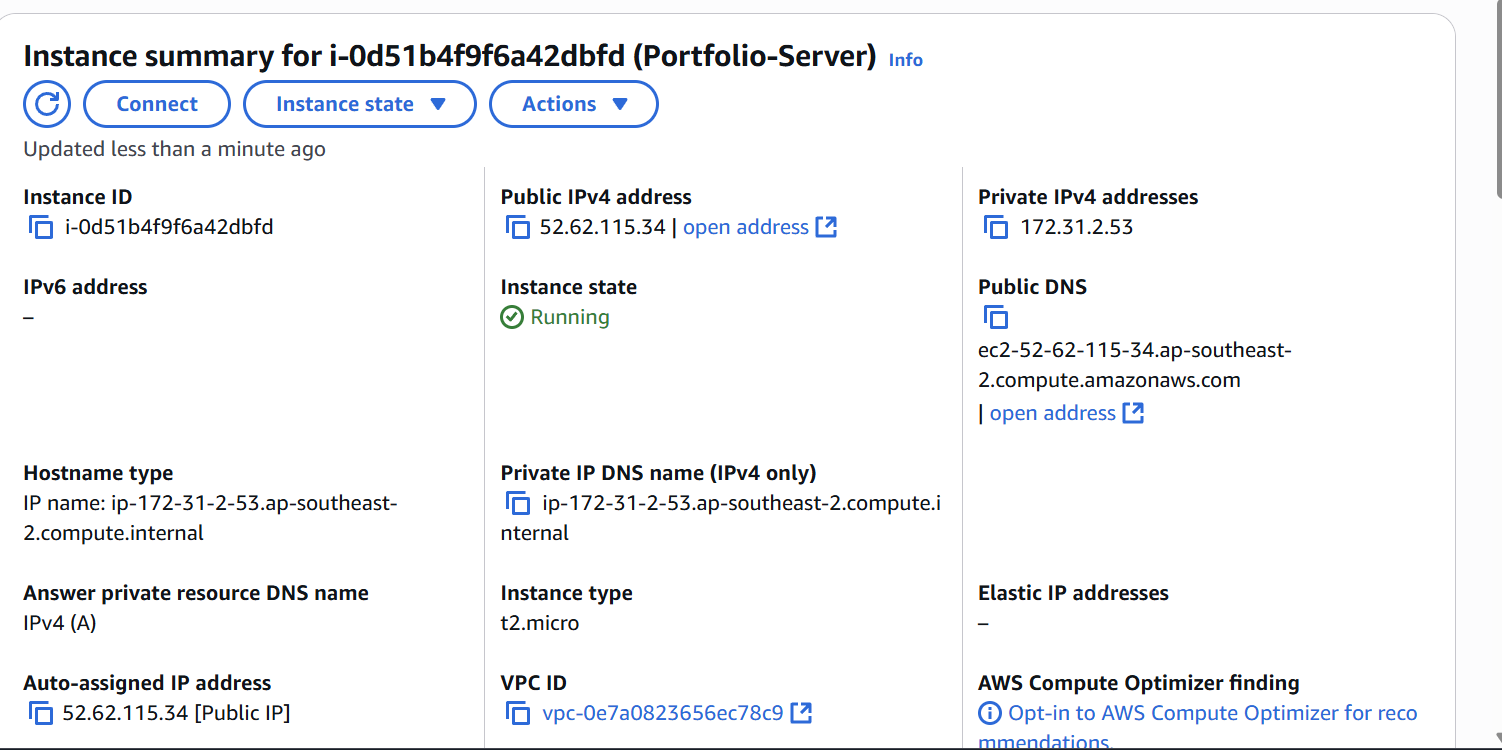 Instance summary for i-0d51b4f9f6a42dbfd (Portfolio-Server) Info
Connect
Instance state
Actions
Updated less than a minute ago
Instance ID
i-0d51b4f9f6a42dbfd
Public IPv4 address
52.62.115.34 | open address
Private IPv4 addresses
172.31.2.53
IPv6 address
–
Instance state
Running
Public DNS
ec2-52-62-115-34.ap-southeast-
2.compute.amazonaws.com
| open address
Hostname type
IP name: ip-172-31-2-53.ap-southeast-
2.compute.internal
Private IP DNS name (IPv4 only)
ip-172-31-2-53.ap-southeast-2.compute.i
nternal
Answer private resource DNS name
IPv4 (A)
Instance type
t2.micro
Elastic IP addresses
–
Auto-assigned IP address
52.62.115.34 [Public IP]
VPC ID
vpc-0e7a0823656ec78c9
AWS Compute Optimizer finding
Opt-in to AWS Compute Optimizer for reco
mmendations.